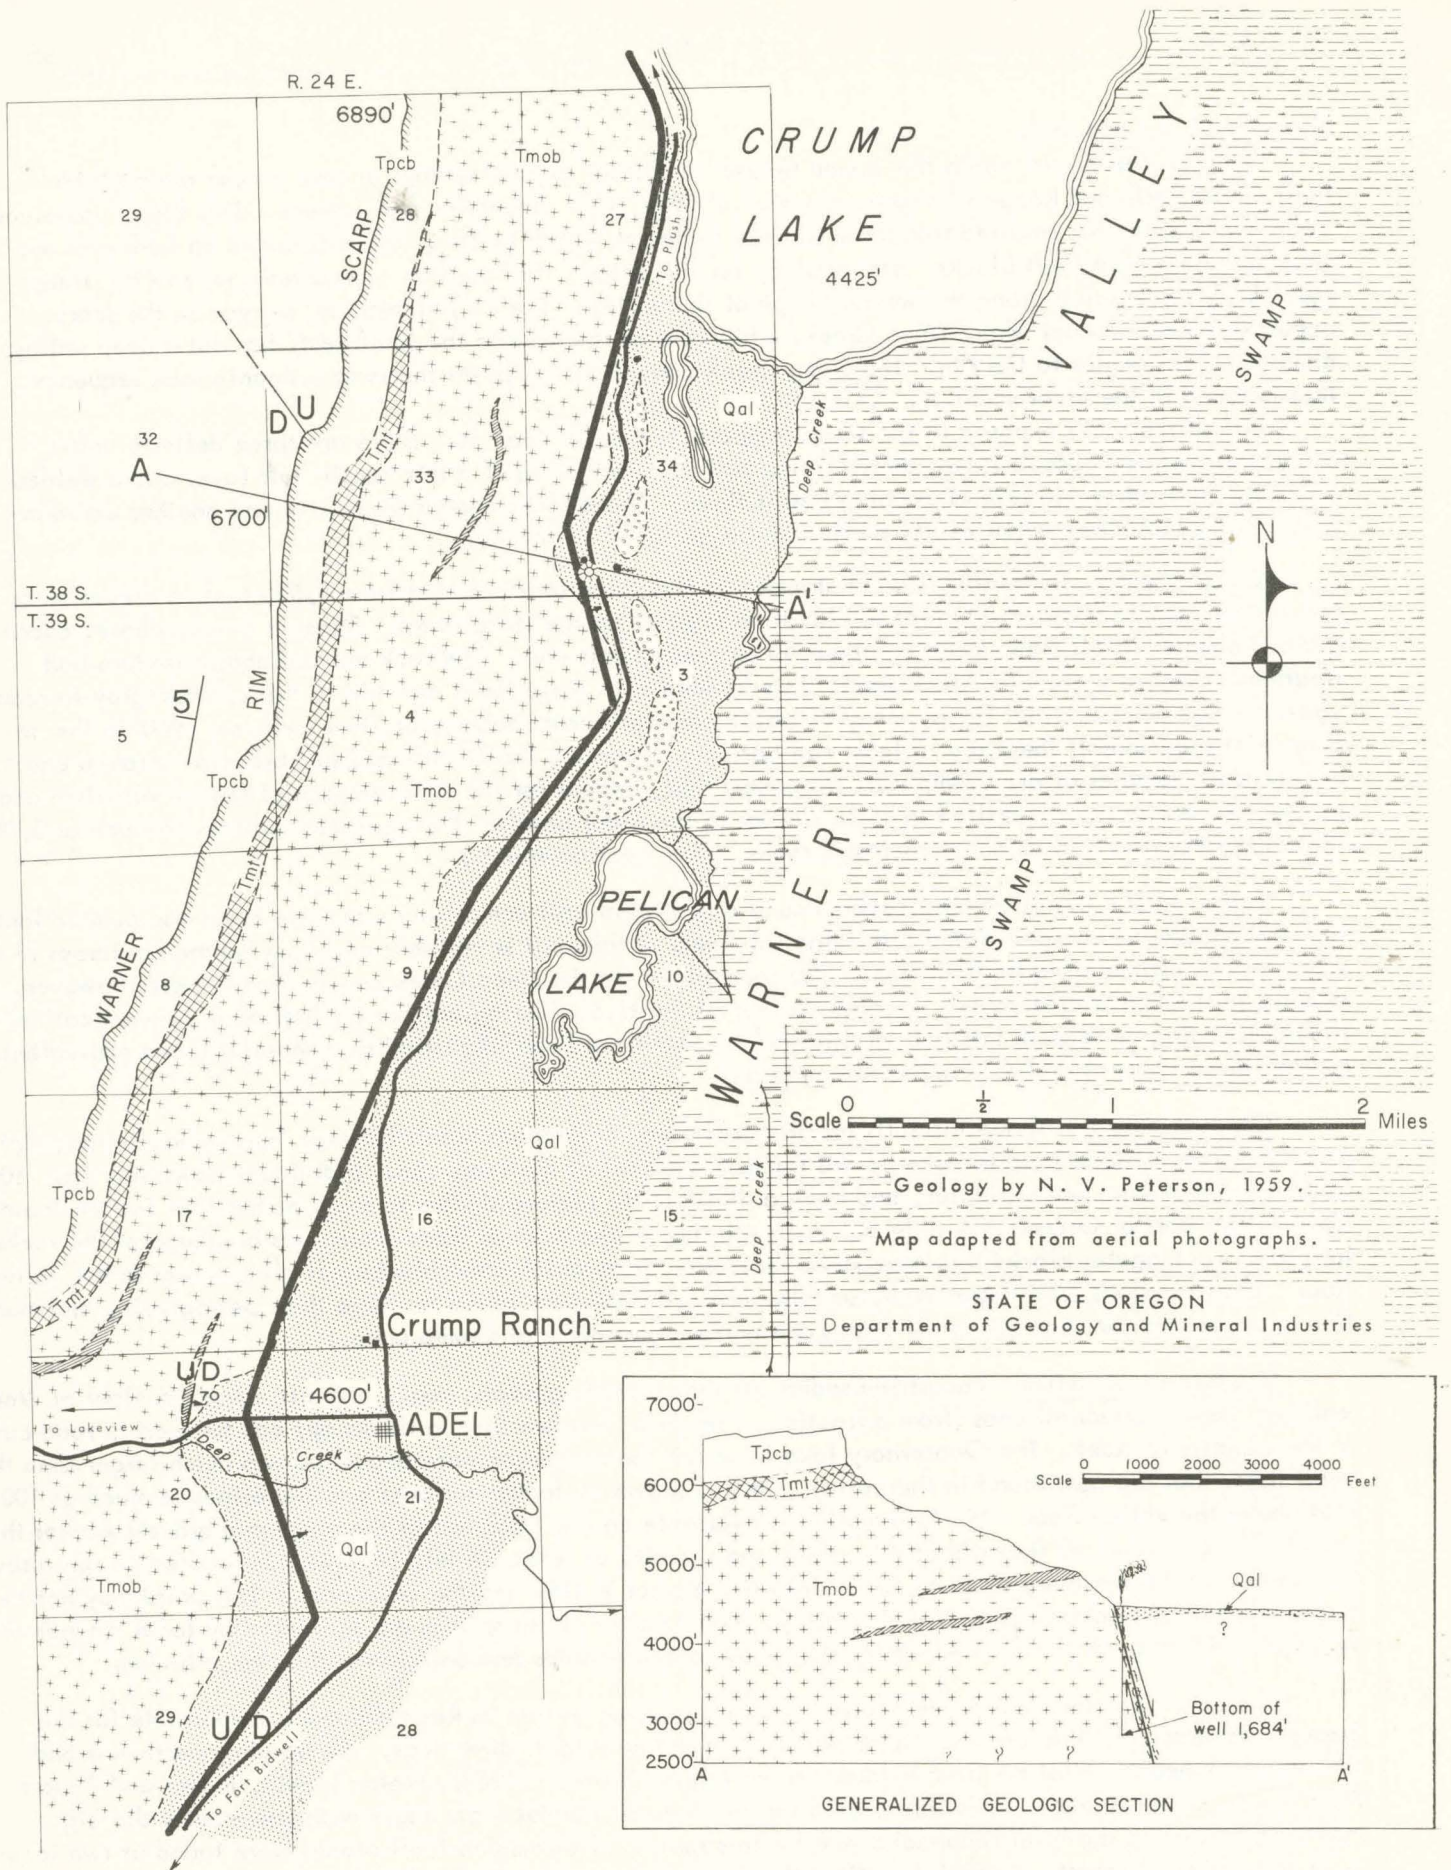 R. 24 E.
6890'
Tpcb
Tmob
CRUMP
LAKE
4425'
VALLEY
29
28
27
SCARP
To Plush
SWAMP
D U
32
A
Tmt
33
34
Qal
Deep Creek
6700'
N
T. 38 S.
T. 39 S.
A'
5
RIM
3
5
4
Tpcb
Tmob
Tmt
WARNER
SWAMP
PELICAN
LAKE
WARNER
8
9
10
Scale 0 ½ 1 2 Miles
Qal
Deep Creek
Geology by N. V. Peterson, 1959.
Tpcb
17
16
15
Map adapted from aerial photographs.
Tmt
STATE OF OREGON
Department of Geology and Mineral Industries
Crump Ranch
U D
70
4600'
ADEL
To Lakeview
Deep Creek
20
21
Qal
Tmob
29
U D
28
To Fort Bidwell
7000'
Tpcb
Scale 0 1000 2000 3000 4000 Feet
6000'
Tmt
5000'
Tmob
Qal
4000'
?
3000'
Bottom of
well 1,684'
2500'
? ? ?
A A'
GENERALIZED GEOLOGIC SECTION